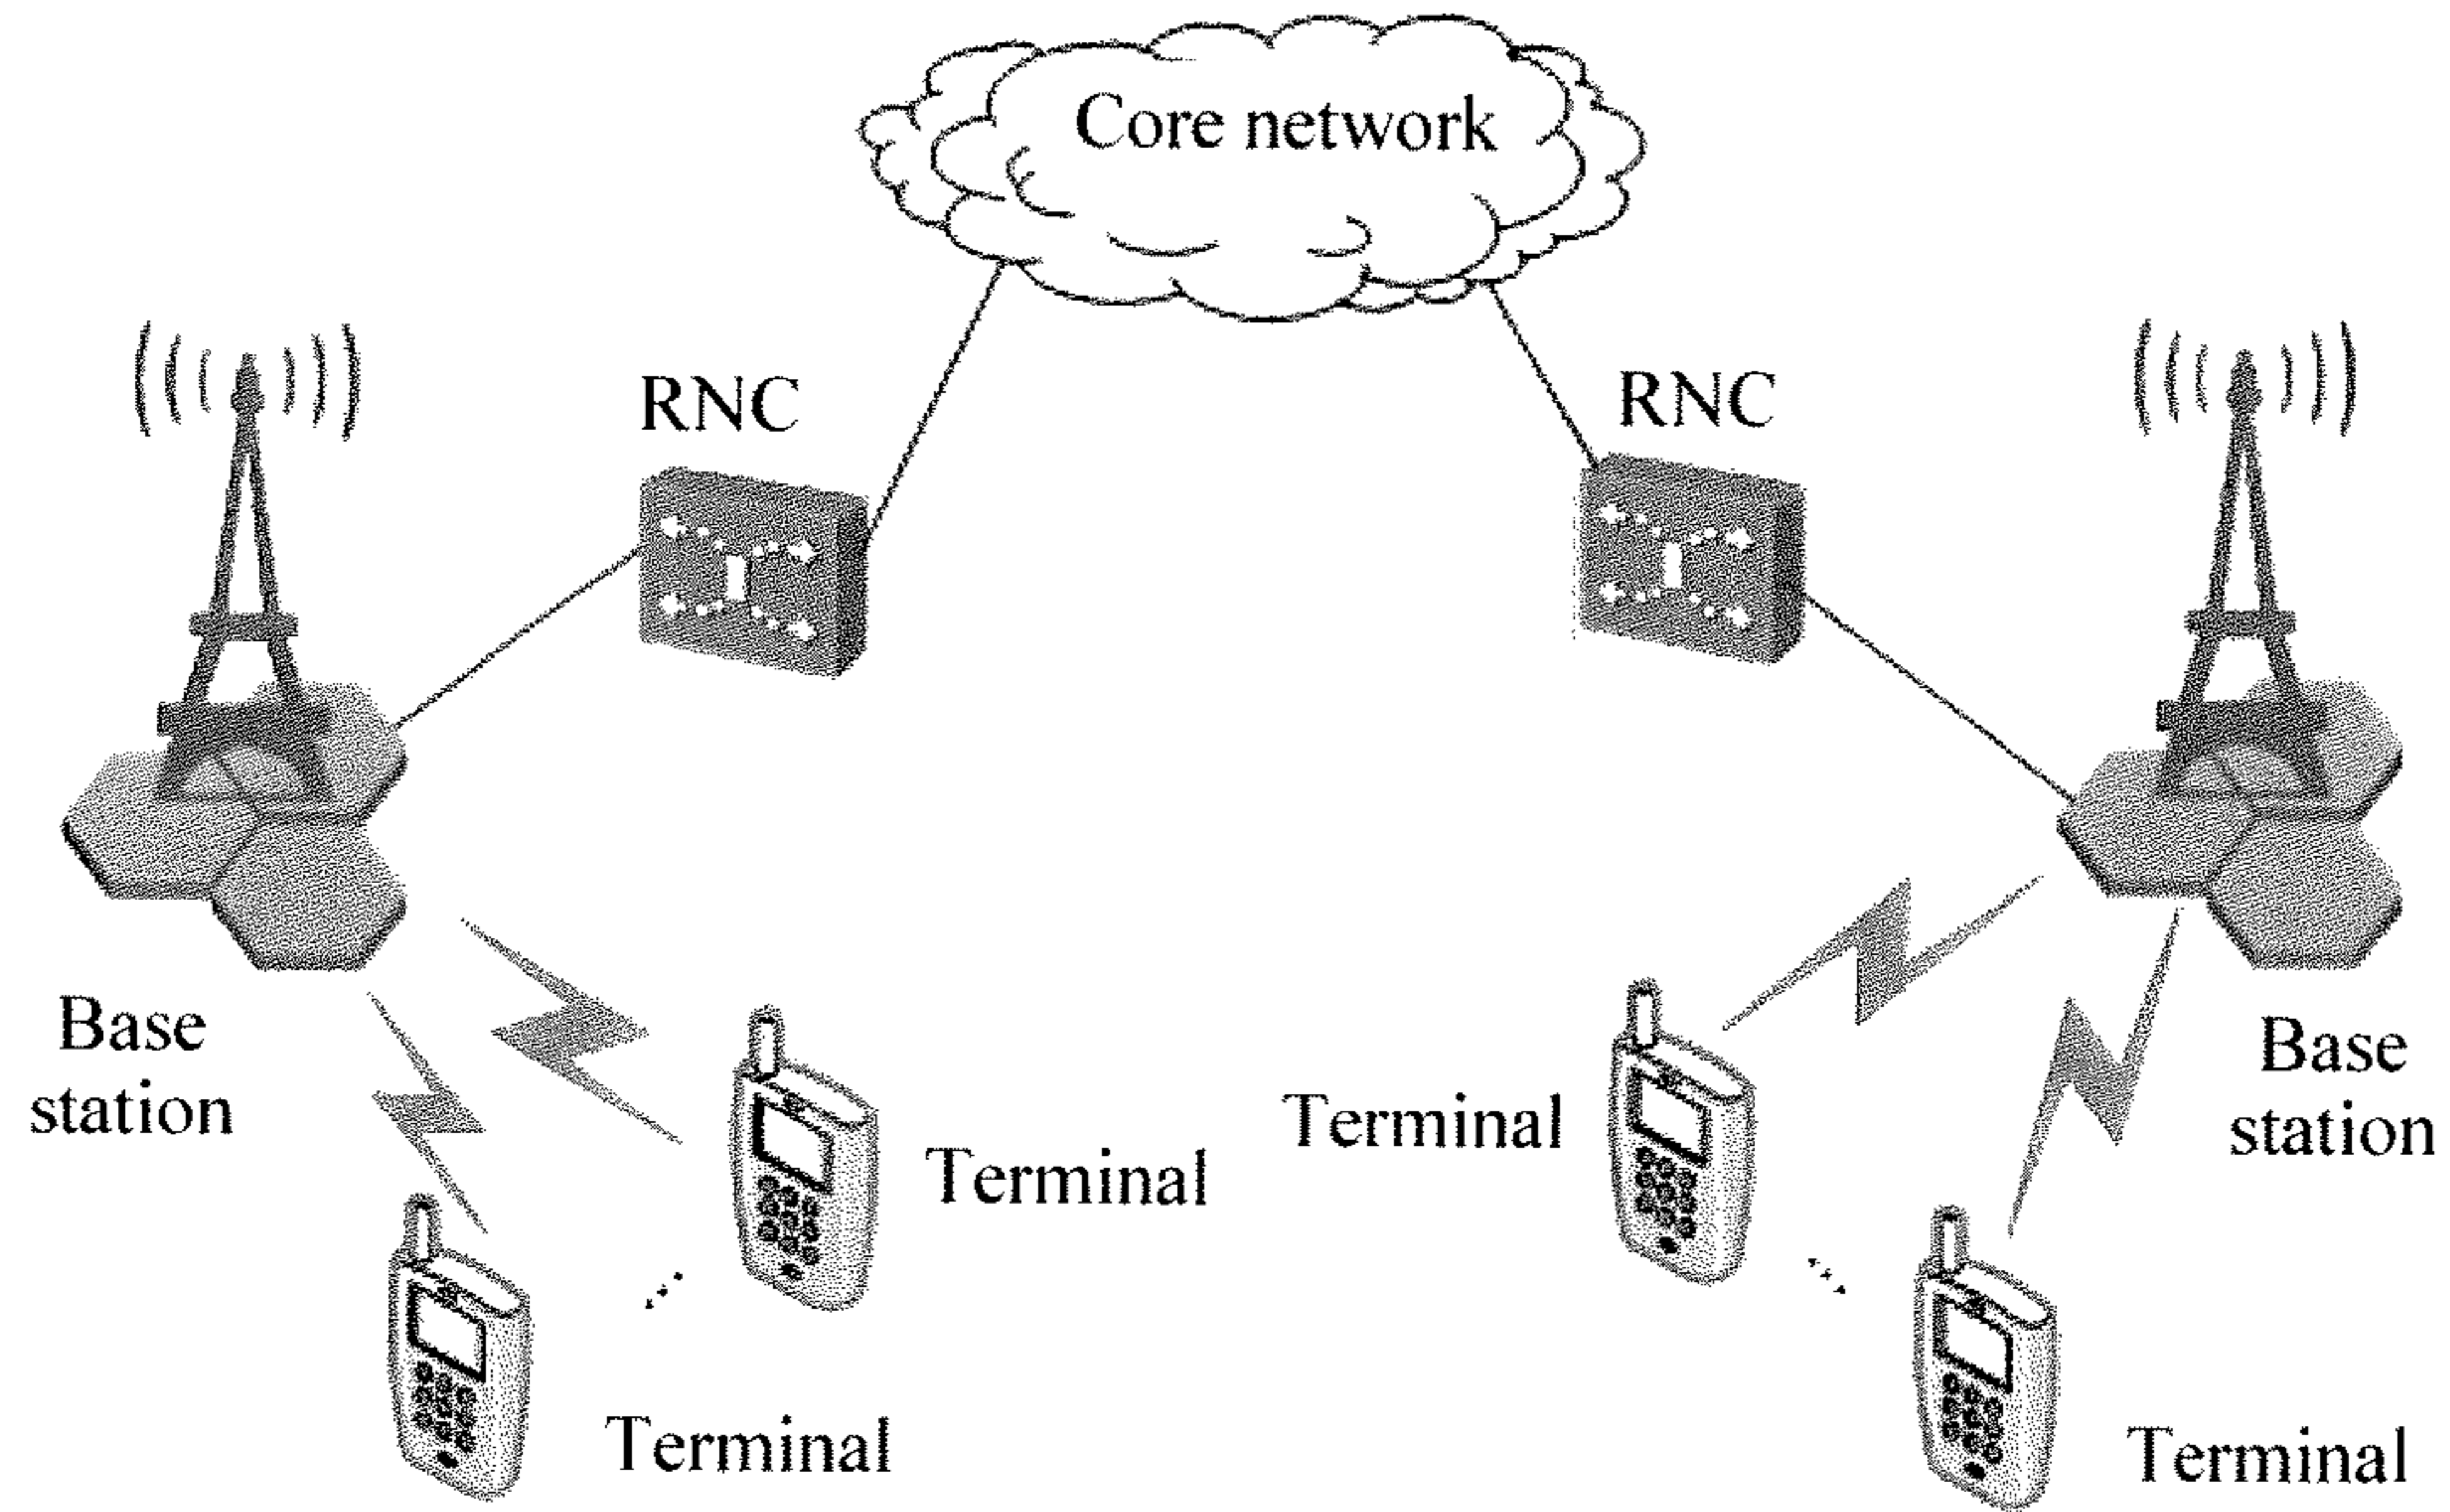 Core network
RNC
RNC
Base
station
Base
station
Terminal
Terminal
Terminal
Terminal